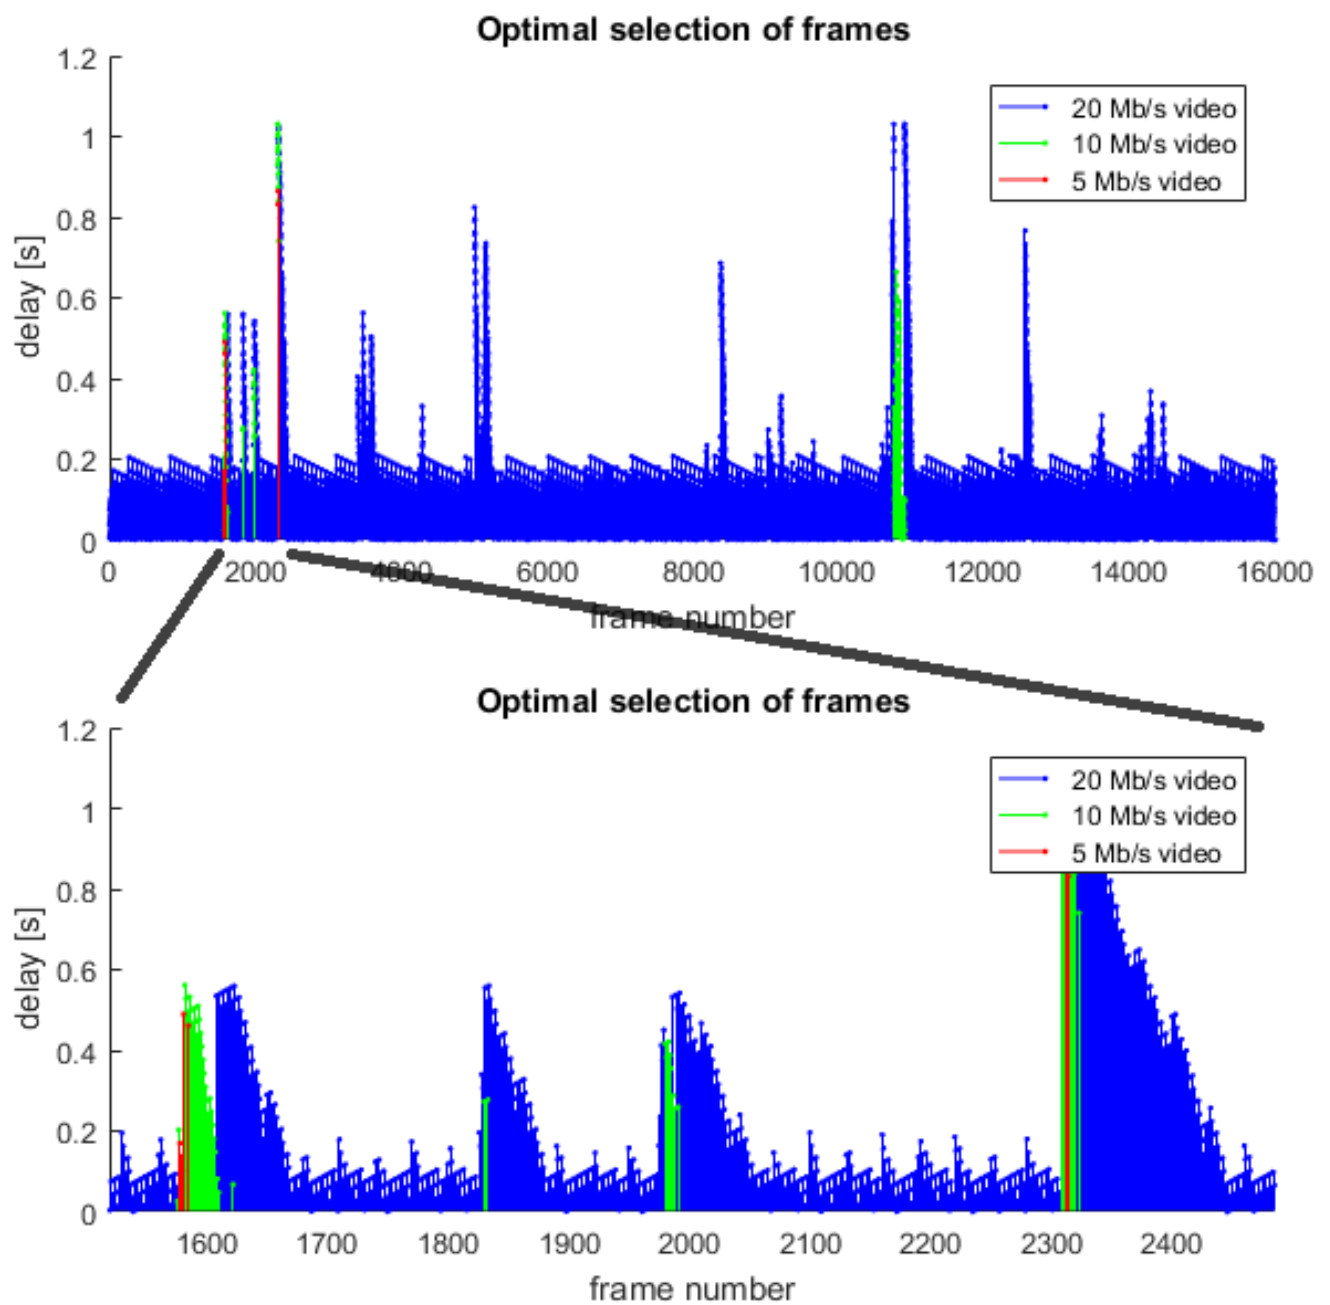 Optimal selection of frames
1.2
1
0.8
0.6
0.4
0.2
0
delay [s]
20 Mb/s video
10 Mb/s video
5 Mb/s video
0 2000 4000 6000 8000 10000 12000 14000 16000
frame number
Optimal selection of frames
1.2
1
0.8
0.6
0.4
0.2
0
delay [s]
20 Mb/s video
10 Mb/s video
5 Mb/s video
1600 1700 1800 1900 2000 2100 2200 2300 2400
frame number